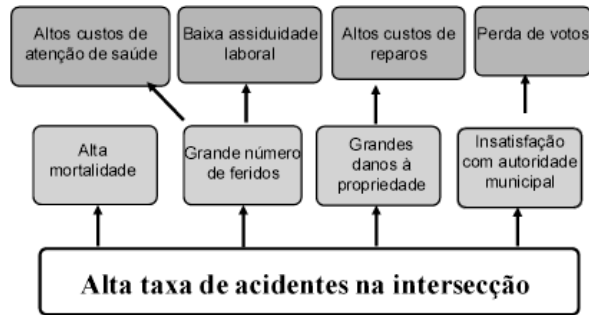 Altos custos de
atenção de saúde
Baixa assiduidade
laboral
Altos custos de
reparos
Perda de votos
Alta
mortalidade
Grande número
de feridos
Grandes
danos à
propriedade
Insatisfação
com autoridade
municipal
Alta taxa de acidentes na intersecção